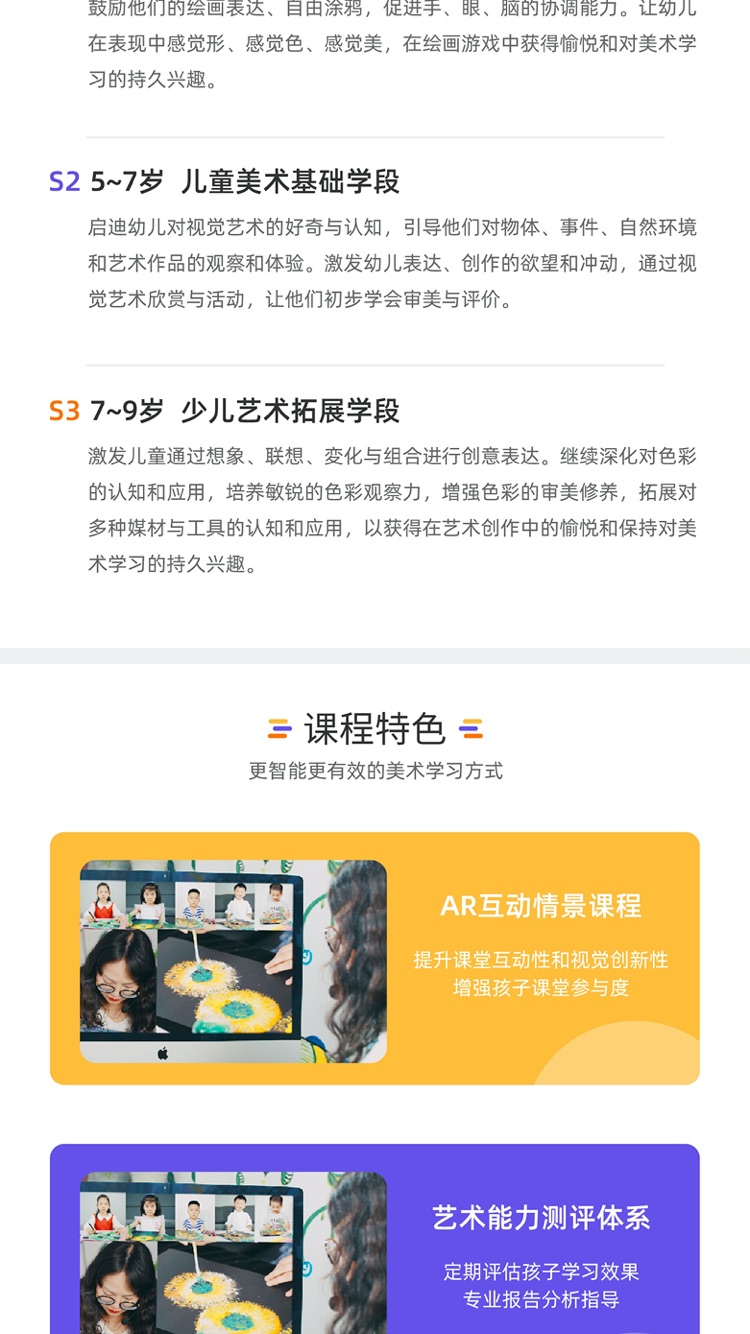 鼓励他们的绘画表达、自由涂鸦，促进手、眼、脑的协调能力。让幼儿
在表现中感觉形、感觉色、感觉美，在绘画游戏中获得愉悦和对美术学
习的持久兴趣。
S2 5~7岁 儿童美术基础学段
启迪幼儿对视觉艺术的好奇与认知，引导他们对物体、事件、自然环境
和艺术作品的观察和体验。激发幼儿表达、创作的欲望和冲动，通过视
觉艺术欣赏与活动，让他们初步学会审美与评价。
S3 7~9岁 少儿艺术拓展学段
激发儿童通过想象、联想、变化与组合进行创意表达。继续深化对色彩
的认知和应用，培养敏锐的色彩观察力，增强色彩的审美修养，拓展对
多种媒材与工具的认知和应用，以获得在艺术创作中的愉悦和保持对美
术学习的持久兴趣。
课程特色
更智能更有效的美术学习方式
AR互动情景课程
提升课堂互动性和视觉创新性
增强孩子课堂参与度
艺术能力测评体系
定期评估孩子学习效果
专业报告分析指导